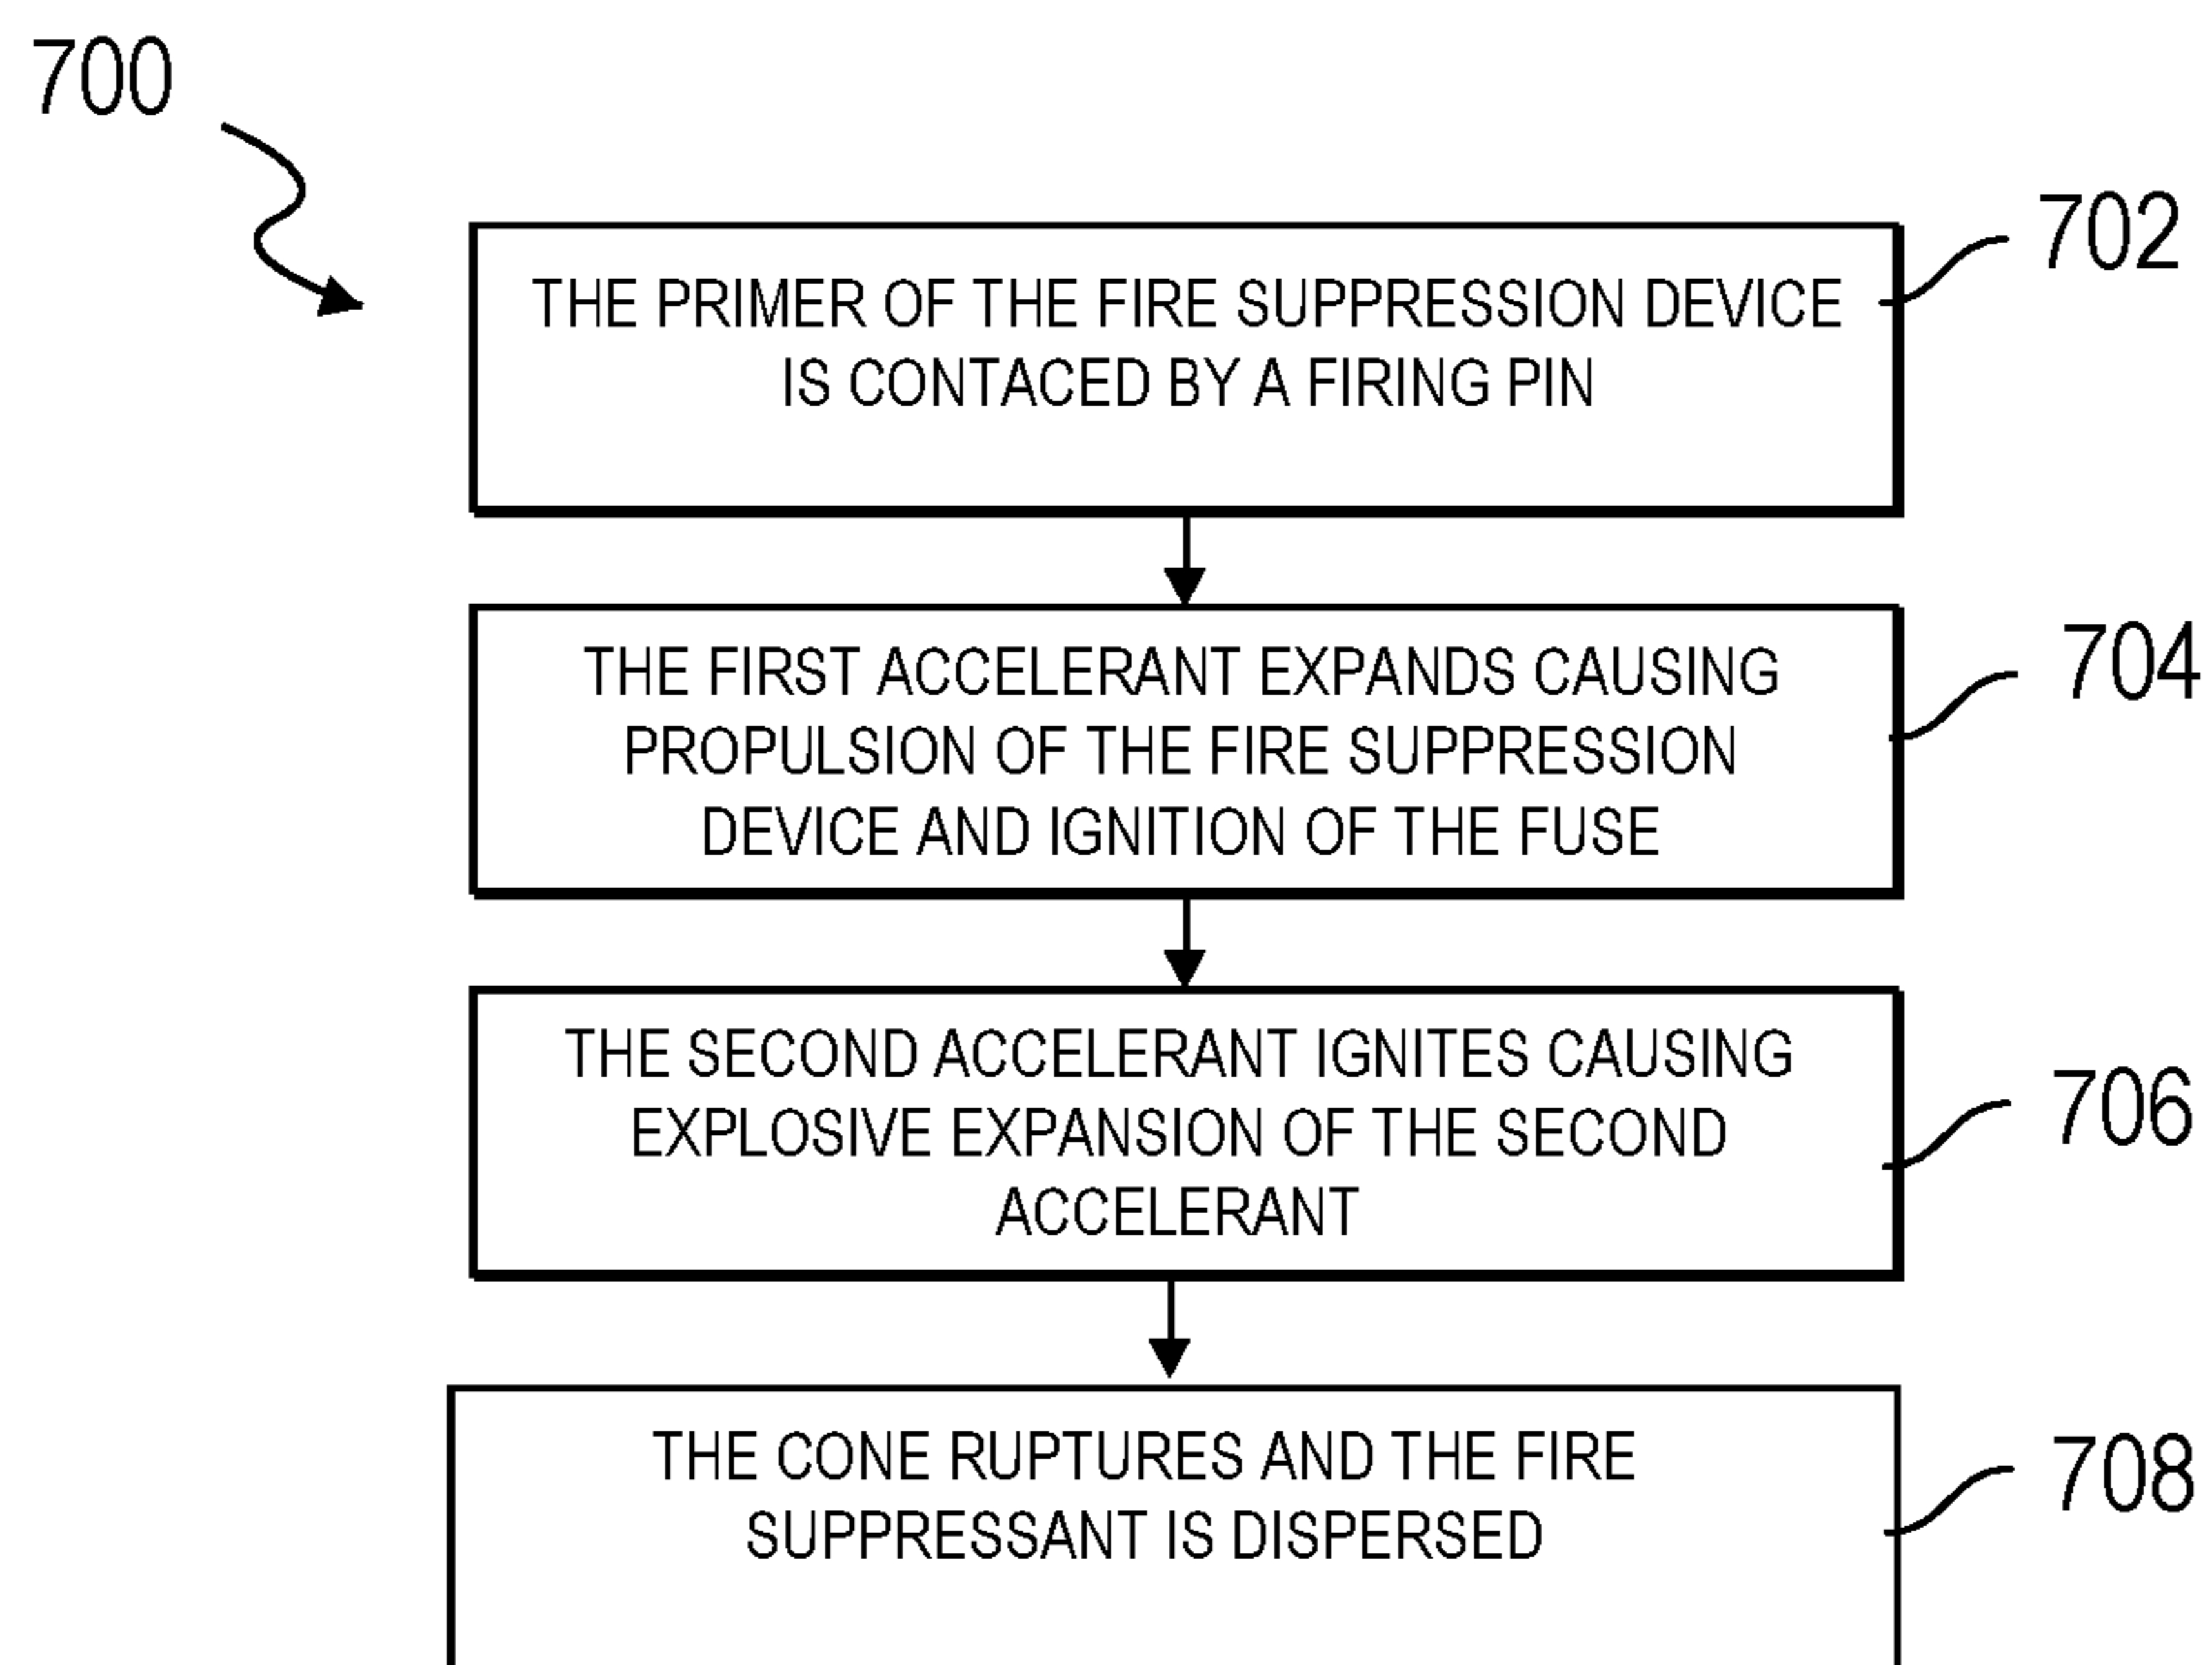 700
702
THE PRIMER OF THE FIRE SUPPRESSION DEVICE
IS CONTACED BY A FIRING PIN
704
THE FIRST ACCELERANT EXPANDS CAUSING
PROPULSION OF THE FIRE SUPPRESSION
DEVICE AND IGNITION OF THE FUSE
706
THE SECOND ACCELERANT IGNITES CAUSING
EXPLOSIVE EXPANSION OF THE SECOND
ACCELERANT
708
THE CONE RUPTURES AND THE FIRE
SUPPRESSANT IS DISPERSED